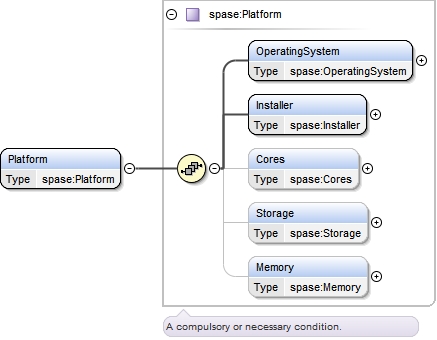 spase:Platform
OperatingSystem
Type spase:OperatingSystem
Installer
Type spase:Installer
Platform
Type spase:Platform
Cores
Type spase:Cores
Storage
Type spase:Storage
Memory
Type spase:Memory
A compulsory or necessary condition.